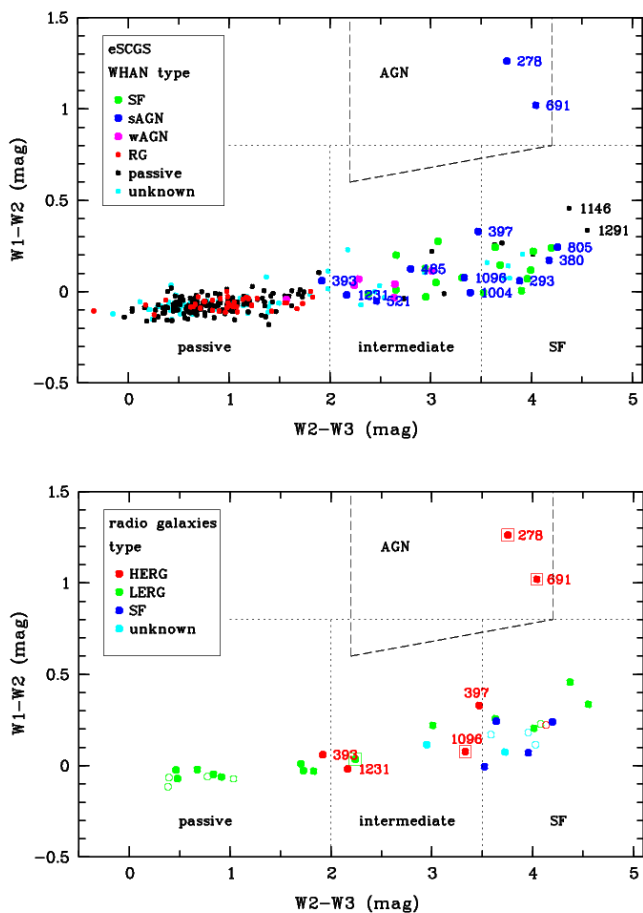 1.5
1
0.5
0
-0.5
W1-W2 (mag)
eSCGS
WHAN type
SF
sAGN
wAGN
RG
passive
unknown
AGN
278
691
1146
1291
397
805
485
380
393
1096
293
1231
1004
521
passive
intermediate
SF
0 1 2 3 4 5
W2-W3 (mag)
1.5
1
0.5
0
-0.5
W1-W2 (mag)
radio galaxies
type
HERG
LERG
SF
unknown
AGN
278
691
397
1096
393
1231
passive
intermediate
SF
0 1 2 3 4 5
W2-W3 (mag)